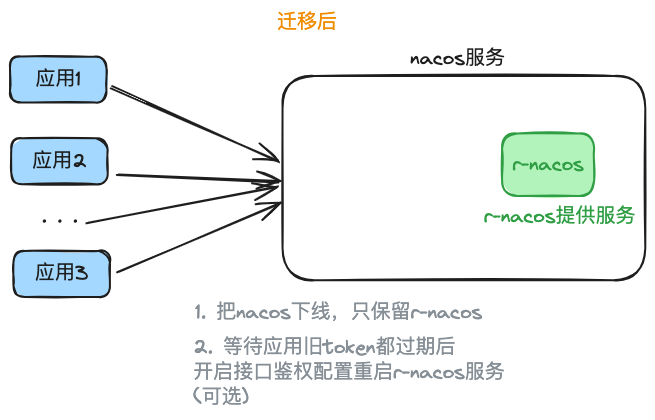 迁移后
nacos服务
应用1
应用2
...
应用3
r-nacos
r-nacos提供服务
1. 把nacos下线，只保留r-nacos
2. 等待应用旧token都过期后
开启接口鉴权配置重启r-nacos服务
(可选)